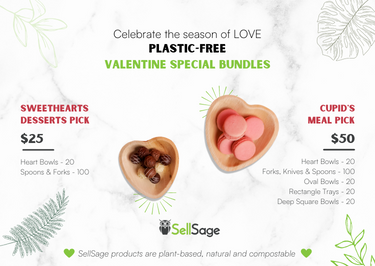 Celebrate the season of LOVE
PLASTIC-FREE
VALENTINE SPECIAL BUNDLES
SWEETHEARTS
DESSERTS PICK
$25
Heart Bowls - 20
Spoons & Forks - 100
CUPID'S
MEAL PICK
$50
Heart Bowls - 20
Forks, Knives & Spoons - 100
Oval Bowls - 20
Rectangle Trays - 20
Deep Square Bowls - 20
SellSage
SellSage products are plant-based, natural and compostable